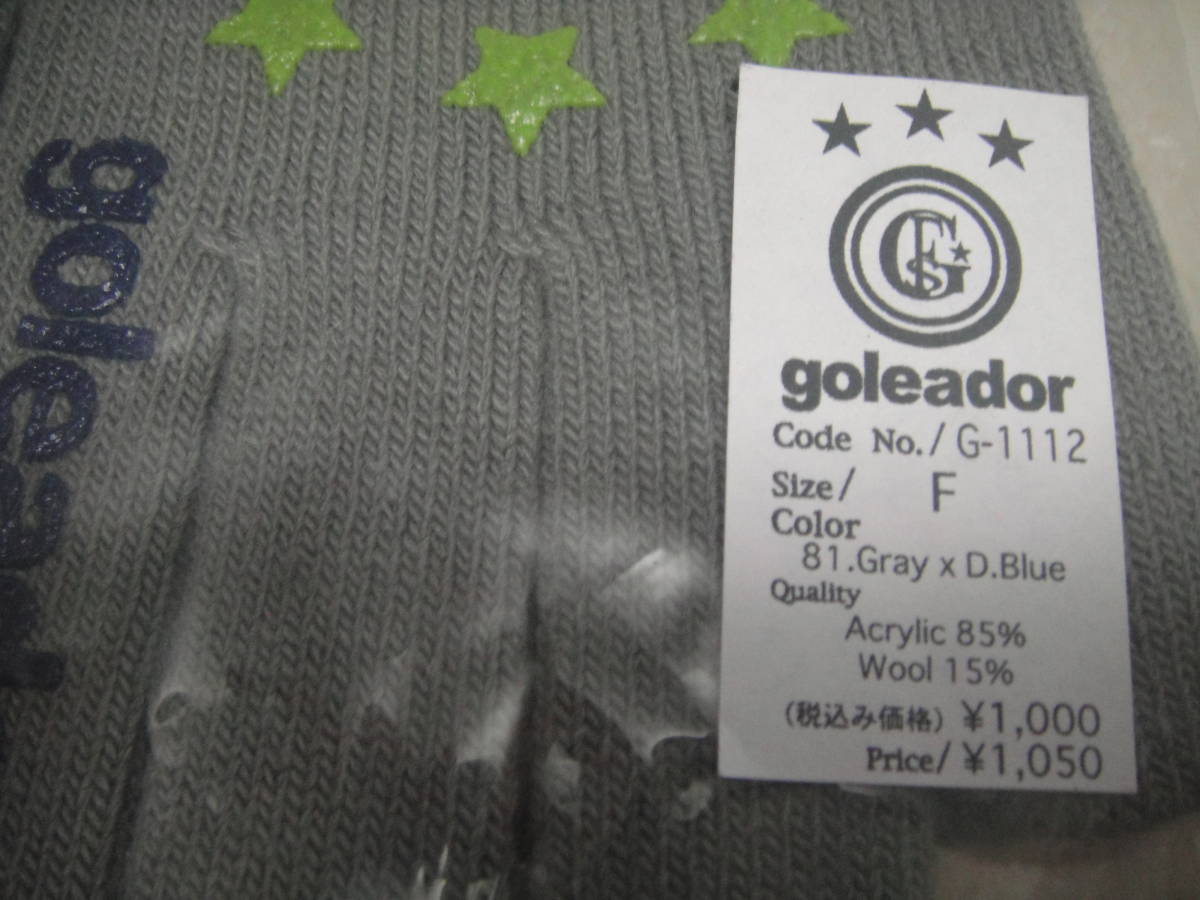 goleador
GFS
goleador
Code No./ G-1112
Size/ F
Color
81.Gray x D.Blue
Quality
Acrylic 85%
Wool 15%
(税込み価格) ¥1,000
Price/ ¥1,050